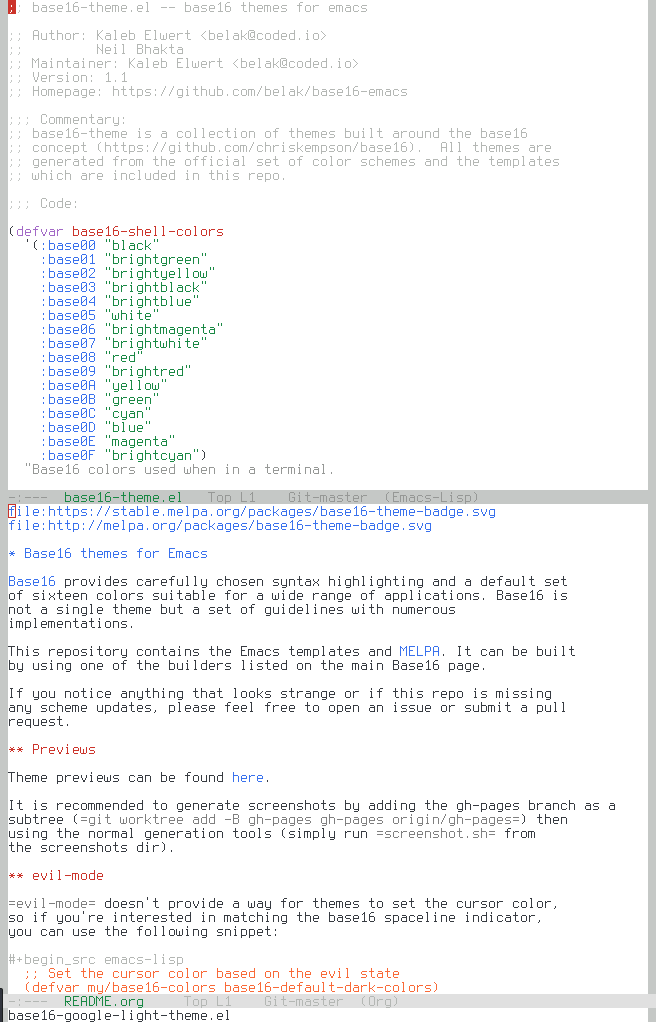 ;; base16-theme.el -- base16 themes for emacs

;; Author: Kaleb Elwert <belak@coded.io>
;;         Neil Bhakta
;; Maintainer: Kaleb Elwert <belak@coded.io>
;; Version: 1.1
;; Homepage: https://github.com/belak/base16-emacs

;;; Commentary:
;; base16-theme is a collection of themes built around the base16
;; concept (https://github.com/chriskempson/base16).  All themes are
;; generated from the official set of color schemes and the templates
;; which are included in this repo.

;;; Code:

(defvar base16-shell-colors
  '(:base00 "black"
    :base01 "brightgreen"
    :base02 "brightyellow"
    :base03 "brightblack"
    :base04 "brightblue"
    :base05 "white"
    :base06 "brightmagenta"
    :base07 "brightwhite"
    :base08 "red"
    :base09 "brightred"
    :base0A "yellow"
    :base0B "green"
    :base0C "cyan"
    :base0D "blue"
    :base0E "magenta"
    :base0F "brightcyan")
  "Base16 colors used when in a terminal.

-:---  base16-theme.el   Top L1    Git-master  (Emacs-Lisp)
file:https://stable.melpa.org/packages/base16-theme-badge.svg
file:http://melpa.org/packages/base16-theme-badge.svg

* Base16 themes for Emacs

Base16 provides carefully chosen syntax highlighting and a default set
of sixteen colors suitable for a wide range of applications. Base16 is
not a single theme but a set of guidelines with numerous
implementations.

This repository contains the Emacs templates and MELPA. It can be built
by using one of the builders listed on the main Base16 page.

If you notice anything that looks strange or if this repo is missing
any scheme updates, please feel free to open an issue or submit a pull
request.

** Previews

Theme previews can be found here.

It is recommended to generate screenshots by adding the gh-pages branch as a
subtree (=git worktree add -B gh-pages gh-pages origin/gh-pages=) then
using the normal generation tools (simply run =screenshot.sh= from
the screenshots dir).

** evil-mode

=evil-mode= doesn't provide a way for themes to set the cursor color,
so if you're interested in matching the base16 spaceline indicator,
you can use the following snippet:

#+begin_src emacs-lisp
  ;; Set the cursor color based on the evil state
  (defvar my/base16-colors base16-default-dark-colors)
-:---  README.org     Top L1    Git-master  (Org)
base16-google-light-theme.el